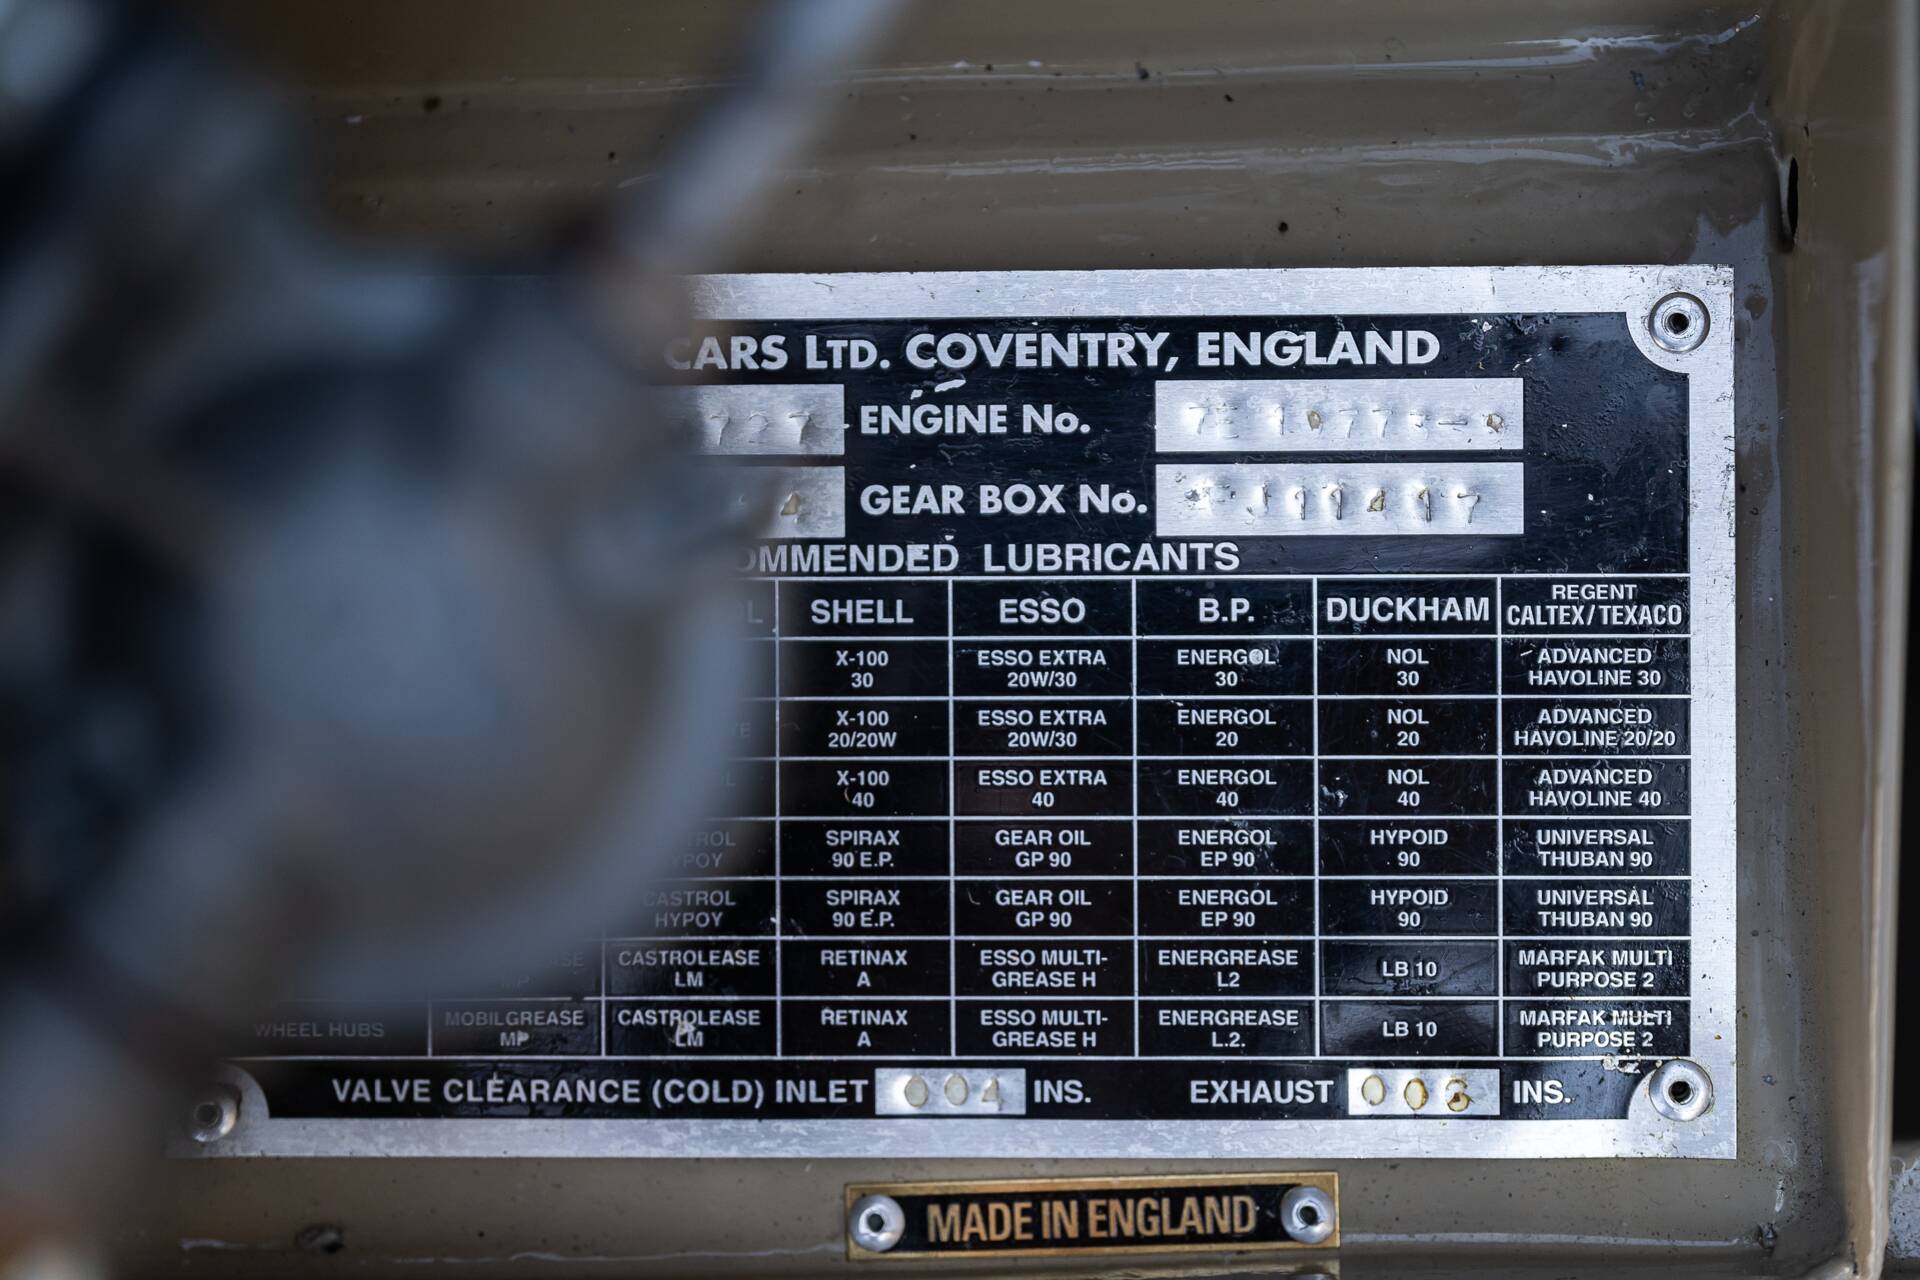 CARS LTD. COVENTRY, ENGLAND
727 ENGINE No. 7E
GEAR BOX No.
LUBRICANTS
SHELL ESSO B.P. DUCKHAM REGENT CALTEX/TEXACO
X-100 ESSO EXTRA ENERGOL NOL ADVANCED
30 20W/30 30 30 HAVOLINE 30
X-100 ESSO EXTRA ENERGOL NOL ADVANCED
20/20W 20W/30 20 20 HAVOLINE 20/20
X-100 ESSO EXTRA ENERGOL NOL ADVANCED
40 40 40 40 HAVOLINE 40
SPIRAX GEAR OIL ENERGOL HYPOID UNIVERSAL
90 E.P. GP 90 EP 90 90 THUBAN 90
CASTROL SPIRAX GEAR OIL ENERGOL HYPOID UNIVERSAL
HYPOY 90 E.P. GP 90 EP 90 90 THUBAN 90
CASTROLEASE RETINAX ESSO MULTI- ENERGREASE LB 10 MARFAK MULTI
MP LM A GREASE H L2 PURPOSE 2
WHEEL HUBS MOBILGREASE CASTROLEASE RETINAX ESSO MULTI- ENERGREASE LB 10 MARFAK MULTI
MP LM A GREASE H L.2. PURPOSE 2
VALVE CLEARANCE (COLD) INLET 004 INS. EXHAUST 006 INS.
MADE IN ENGLAND